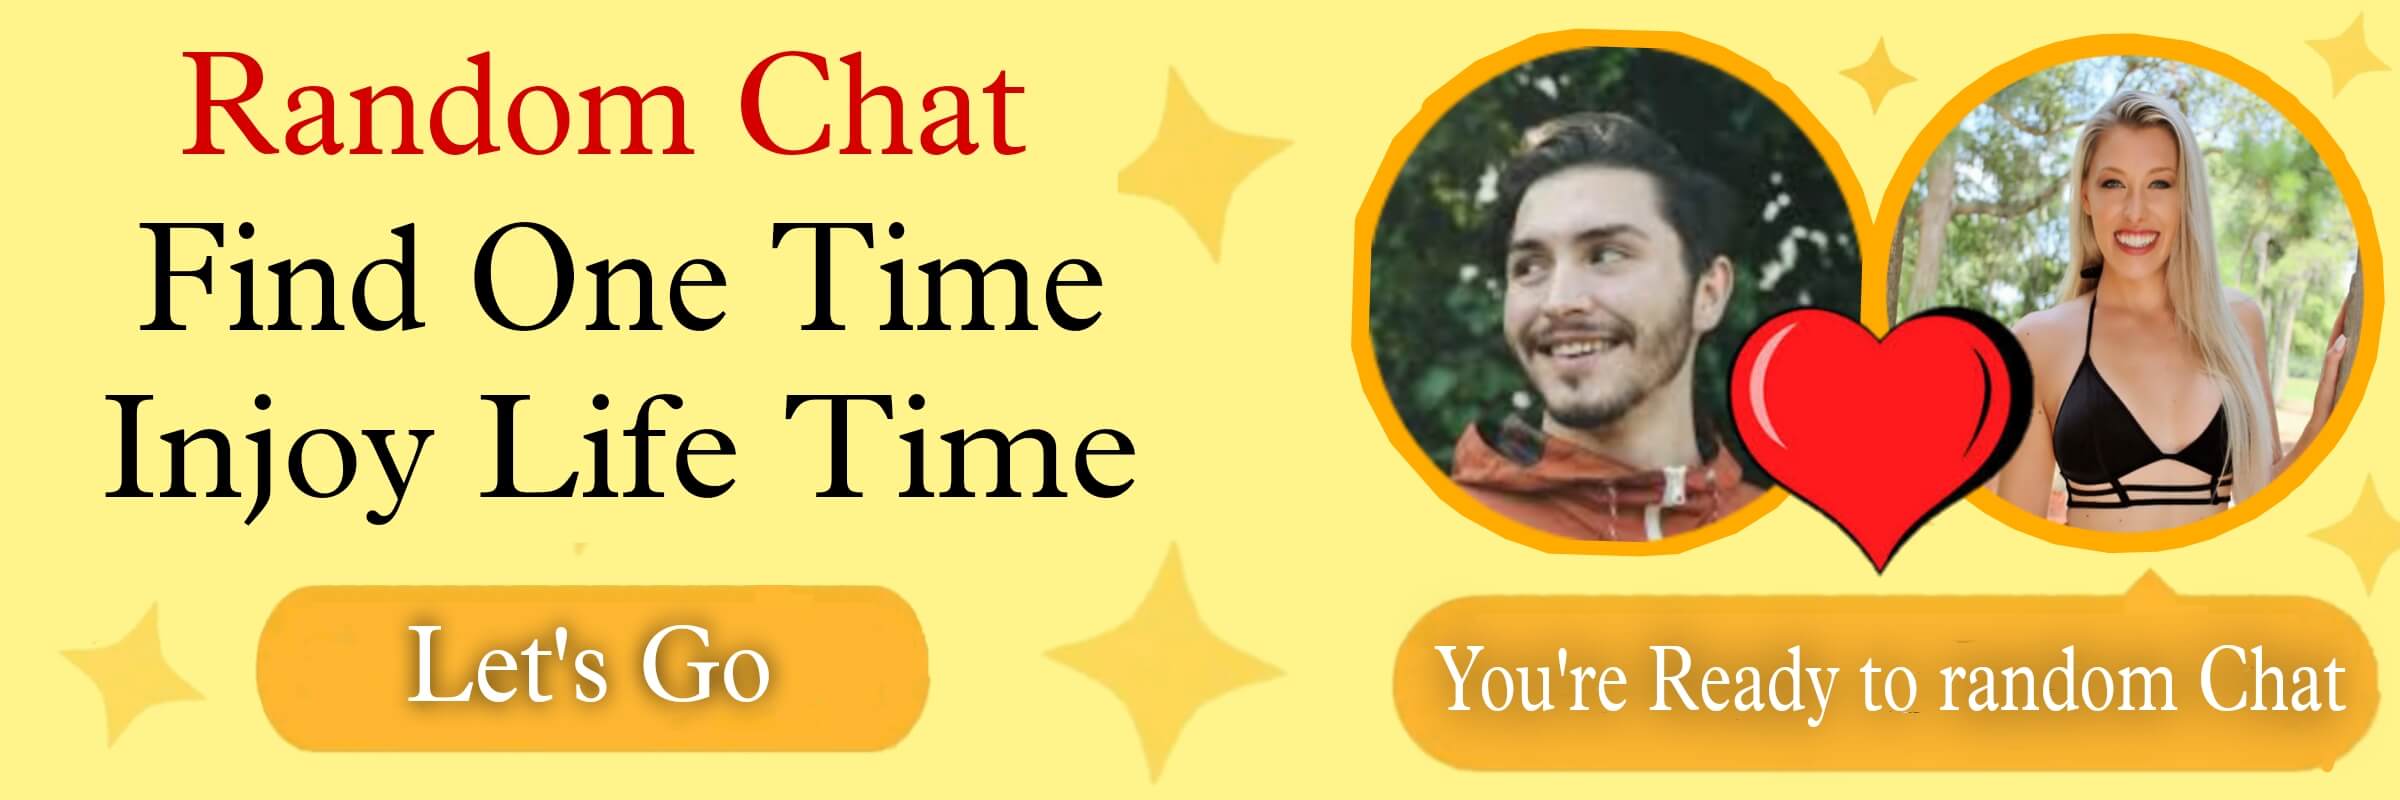 Random Chat
Find One Time
Injoy Life Time
Let's Go
You're Ready to random Chat